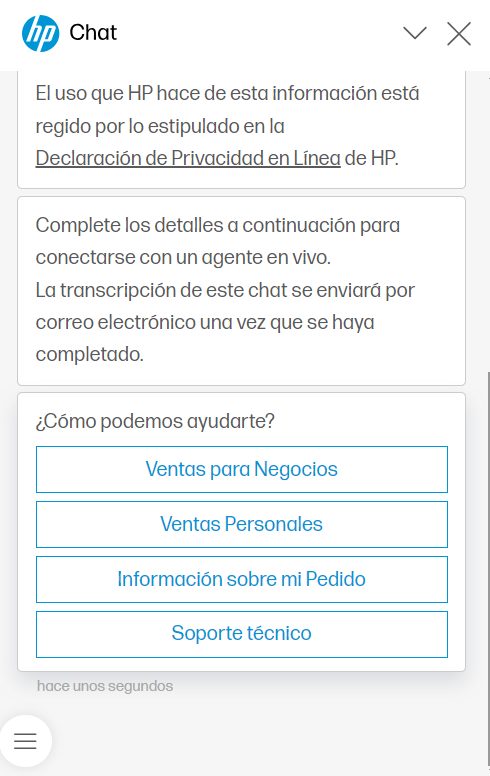 hp Chat
El uso que HP hace de esta información está
regido por lo estipulado en la
Declaración de Privacidad en Línea de HP.
Complete los detalles a continuación para
conectarse con un agente en vivo.
La transcripción de este chat se enviará por
correo electrónico una vez que se haya
completado.
¿Cómo podemos ayudarte?
Ventas para Negocios
Ventas Personales
Información sobre mi Pedido
Soporte técnico
hace unos segundos